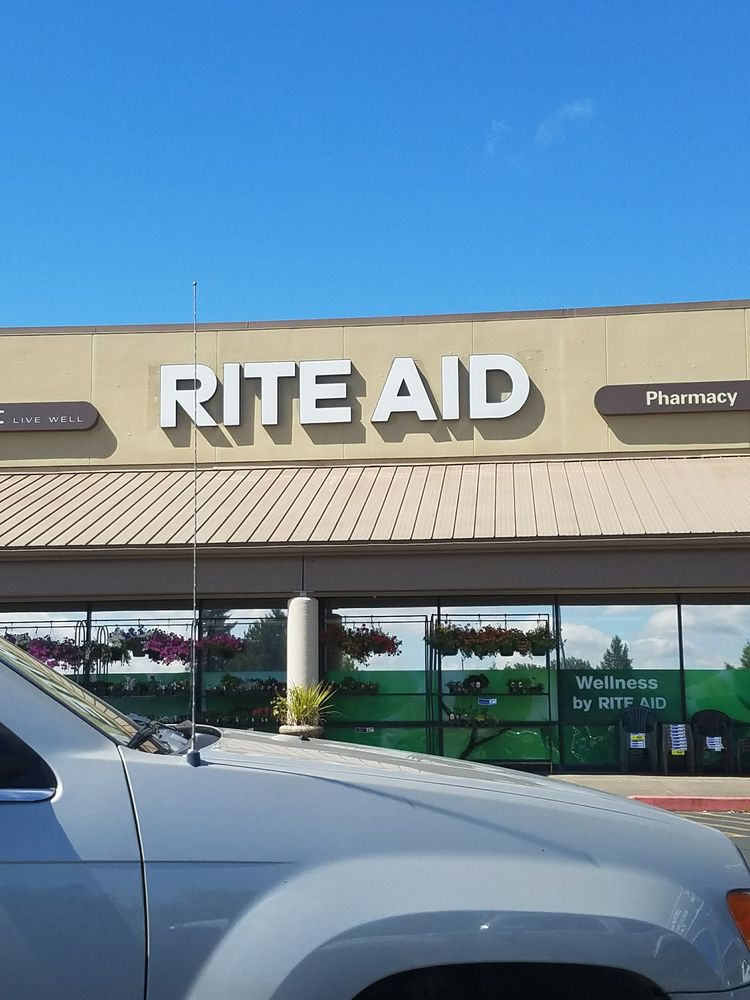 RITE AID
LIVE WELL
Pharmacy
Wellness
by RITE AID